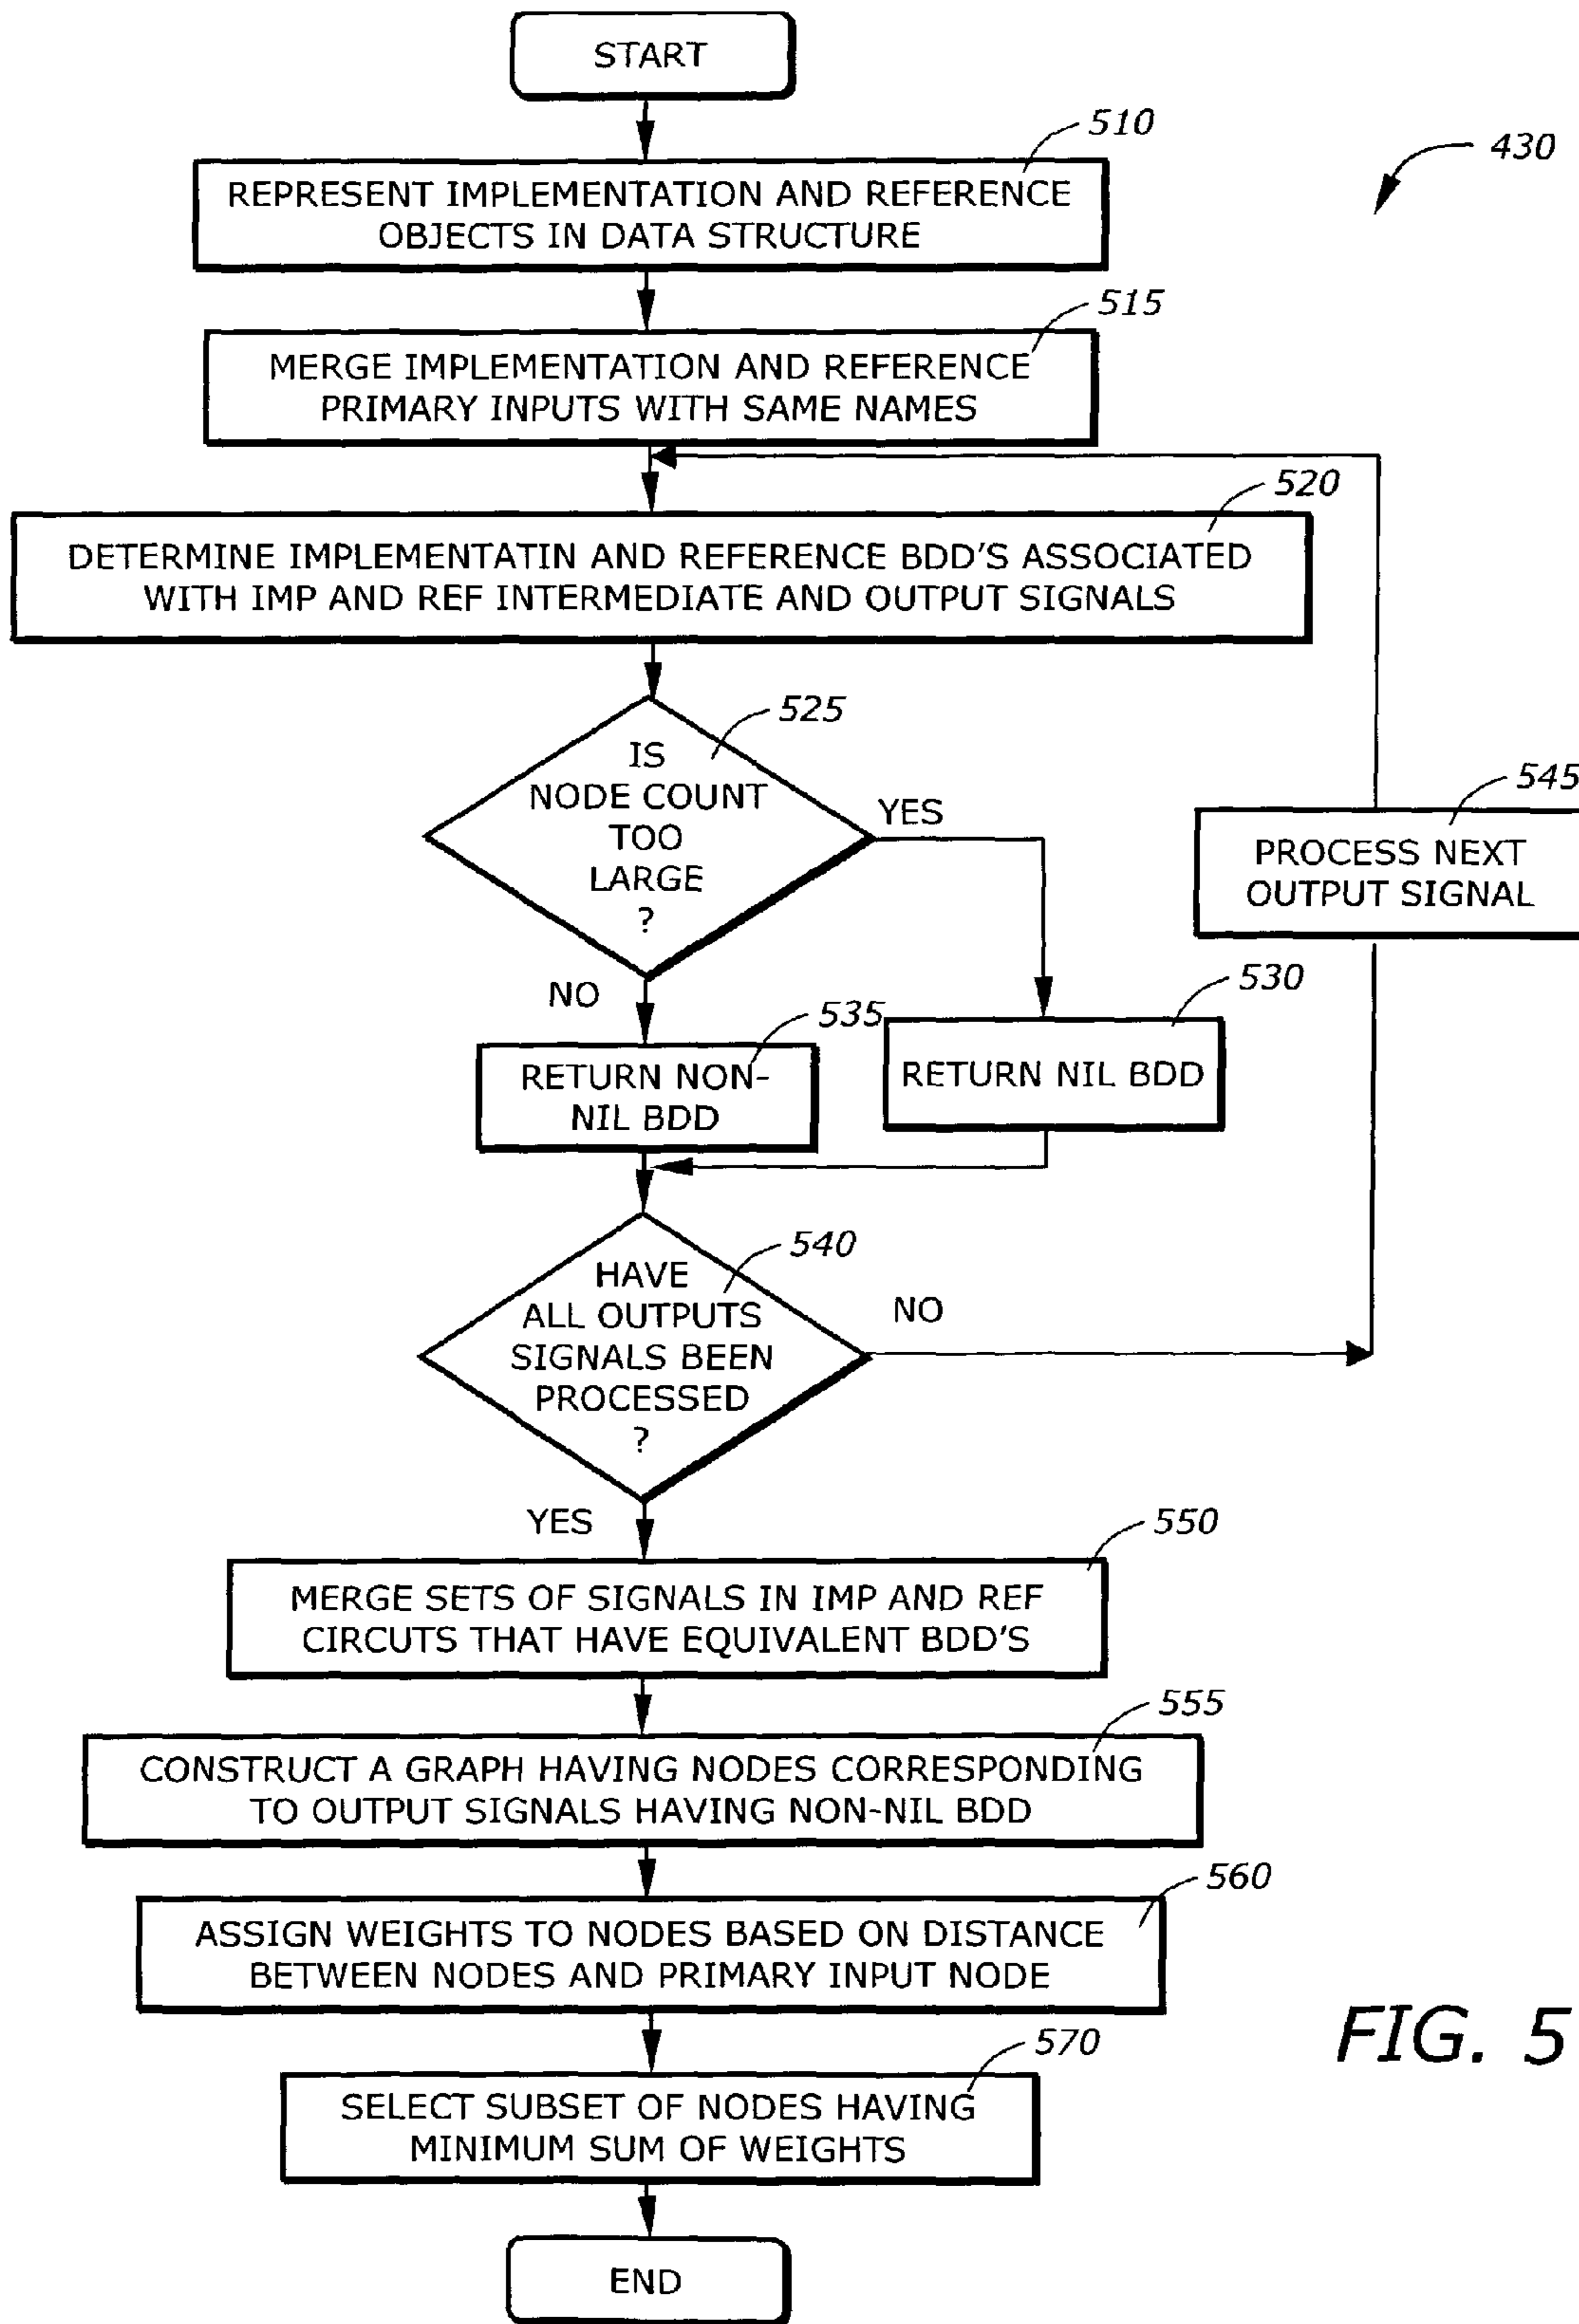 START
510
430
REPRESENT IMPLEMENTATION AND REFERENCE
OBJECTS IN DATA STRUCTURE
515
MERGE IMPLEMENTATION AND REFERENCE
PRIMARY INPUTS WITH SAME NAMES
520
DETERMINE IMPLEMENTATIN AND REFERENCE BDD'S ASSOCIATED
WITH IMP AND REF INTERMEDIATE AND OUTPUT SIGNALS
525
IS
NODE COUNT
TOO
LARGE
?
YES
545
PROCESS NEXT
OUTPUT SIGNAL
NO
530
535
RETURN NON-
NIL BDD
RETURN NIL BDD
540
HAVE
ALL OUTPUTS
SIGNALS BEEN
PROCESSED
?
NO
YES
550
MERGE SETS OF SIGNALS IN IMP AND REF
CIRCUTS THAT HAVE EQUIVALENT BDD'S
555
CONSTRUCT A GRAPH HAVING NODES CORRESPONDING
TO OUTPUT SIGNALS HAVING NON-NIL BDD
560
ASSIGN WEIGHTS TO NODES BASED ON DISTANCE
BETWEEN NODES AND PRIMARY INPUT NODE
570
SELECT SUBSET OF NODES HAVING
MINIMUM SUM OF WEIGHTS
END
FIG. 5